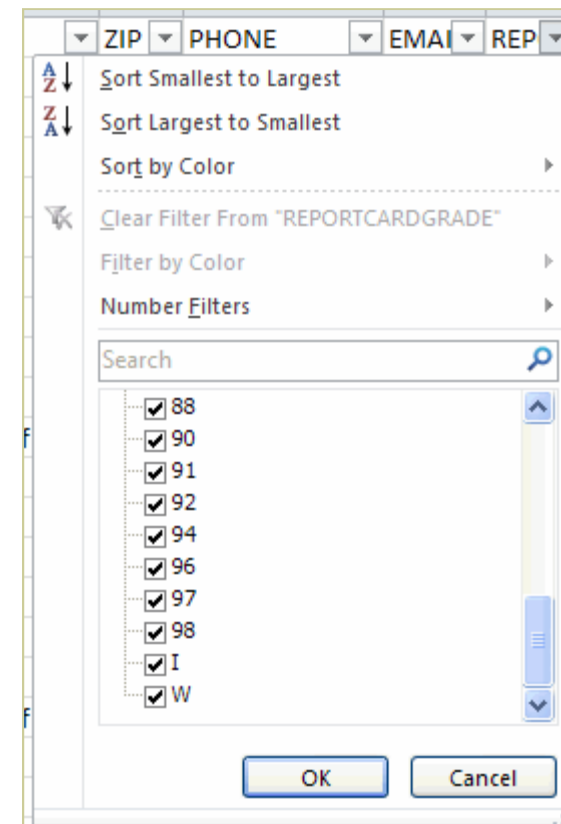 ZIP PHONE EMAI REP
Sort Smallest to Largest
Sort Largest to Smallest
Sort by Color
Clear Filter From "REPORTCARDGRADE"
Filter by Color
Number Filters
Search
88
90
91
92
94
96
97
98
I
W
OK Cancel